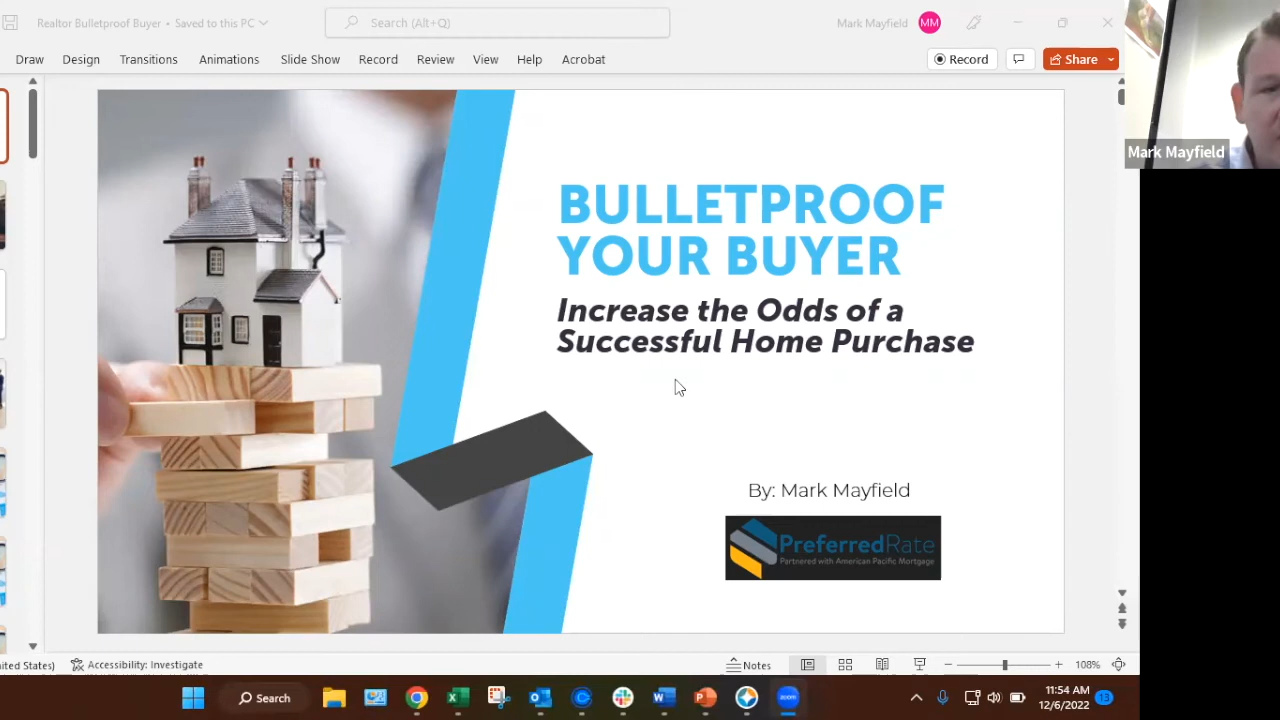 Realtor Bulletproof Buyer • Saved to this PC
Search (Alt+Q)
Mark Mayfield
MM
Draw
Design
Transitions
Animations
Slide Show
Record
Review
View
Help
Acrobat
Record
Share
Mark Mayfield
BULLETPROOF
YOUR BUYER
Increase the Odds of a
Successful Home Purchase
By: Mark Mayfield
PreferredRate
Partnered with American Pacific Mortgage
ited States)
Accessibility: Investigate
Notes
108%
Search
11:54 AM
12/6/2022